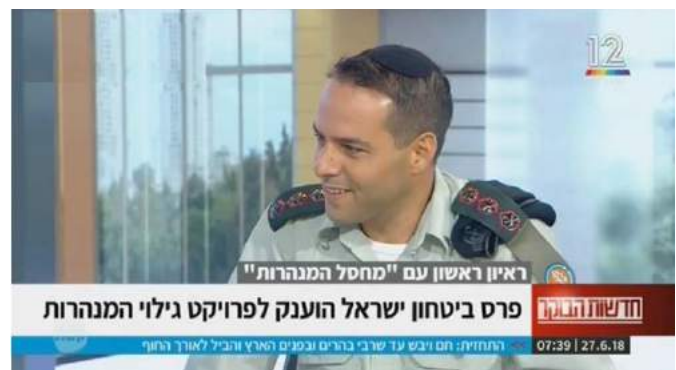 12
ראיון ראשון עם "מחסל המנהרות"
חדשות הבוקר
פרס ביטחון ישראל הוענק לפרויקט גילוי המנהרות
07:39 | 27.6.18
התחזית: חם ויבש עד שרבי בהרים ובפנים הארץ והביל לאורך החוף